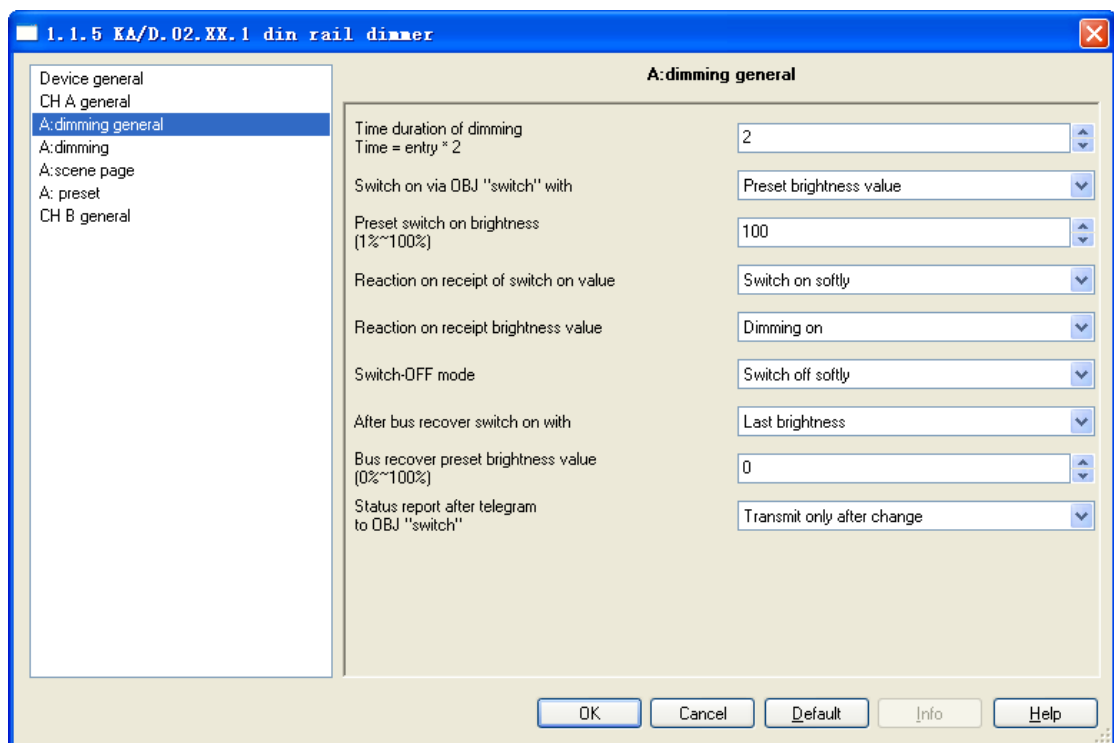 1.1.5 KA/D.02.XX.1 din rail dimmer
Device general
CH A general
A:dimming general
A:dimming
A:scene page
A: preset
CH B general
A:dimming general
Time duration of dimming
Time = entry * 2
2
Switch on via OBJ "switch" with
Preset brightness value
Preset switch on brightness
(1%~100%)
100
Reaction on receipt of switch on value
Switch on softly
Reaction on receipt brightness value
Dimming on
Switch-OFF mode
Switch off softly
After bus recover switch on with
Last brightness
Bus recover preset brightness value
(0%~100%)
0
Status report after telegram
to OBJ "switch"
Transmit only after change
OK
Cancel
Default
Info
Help